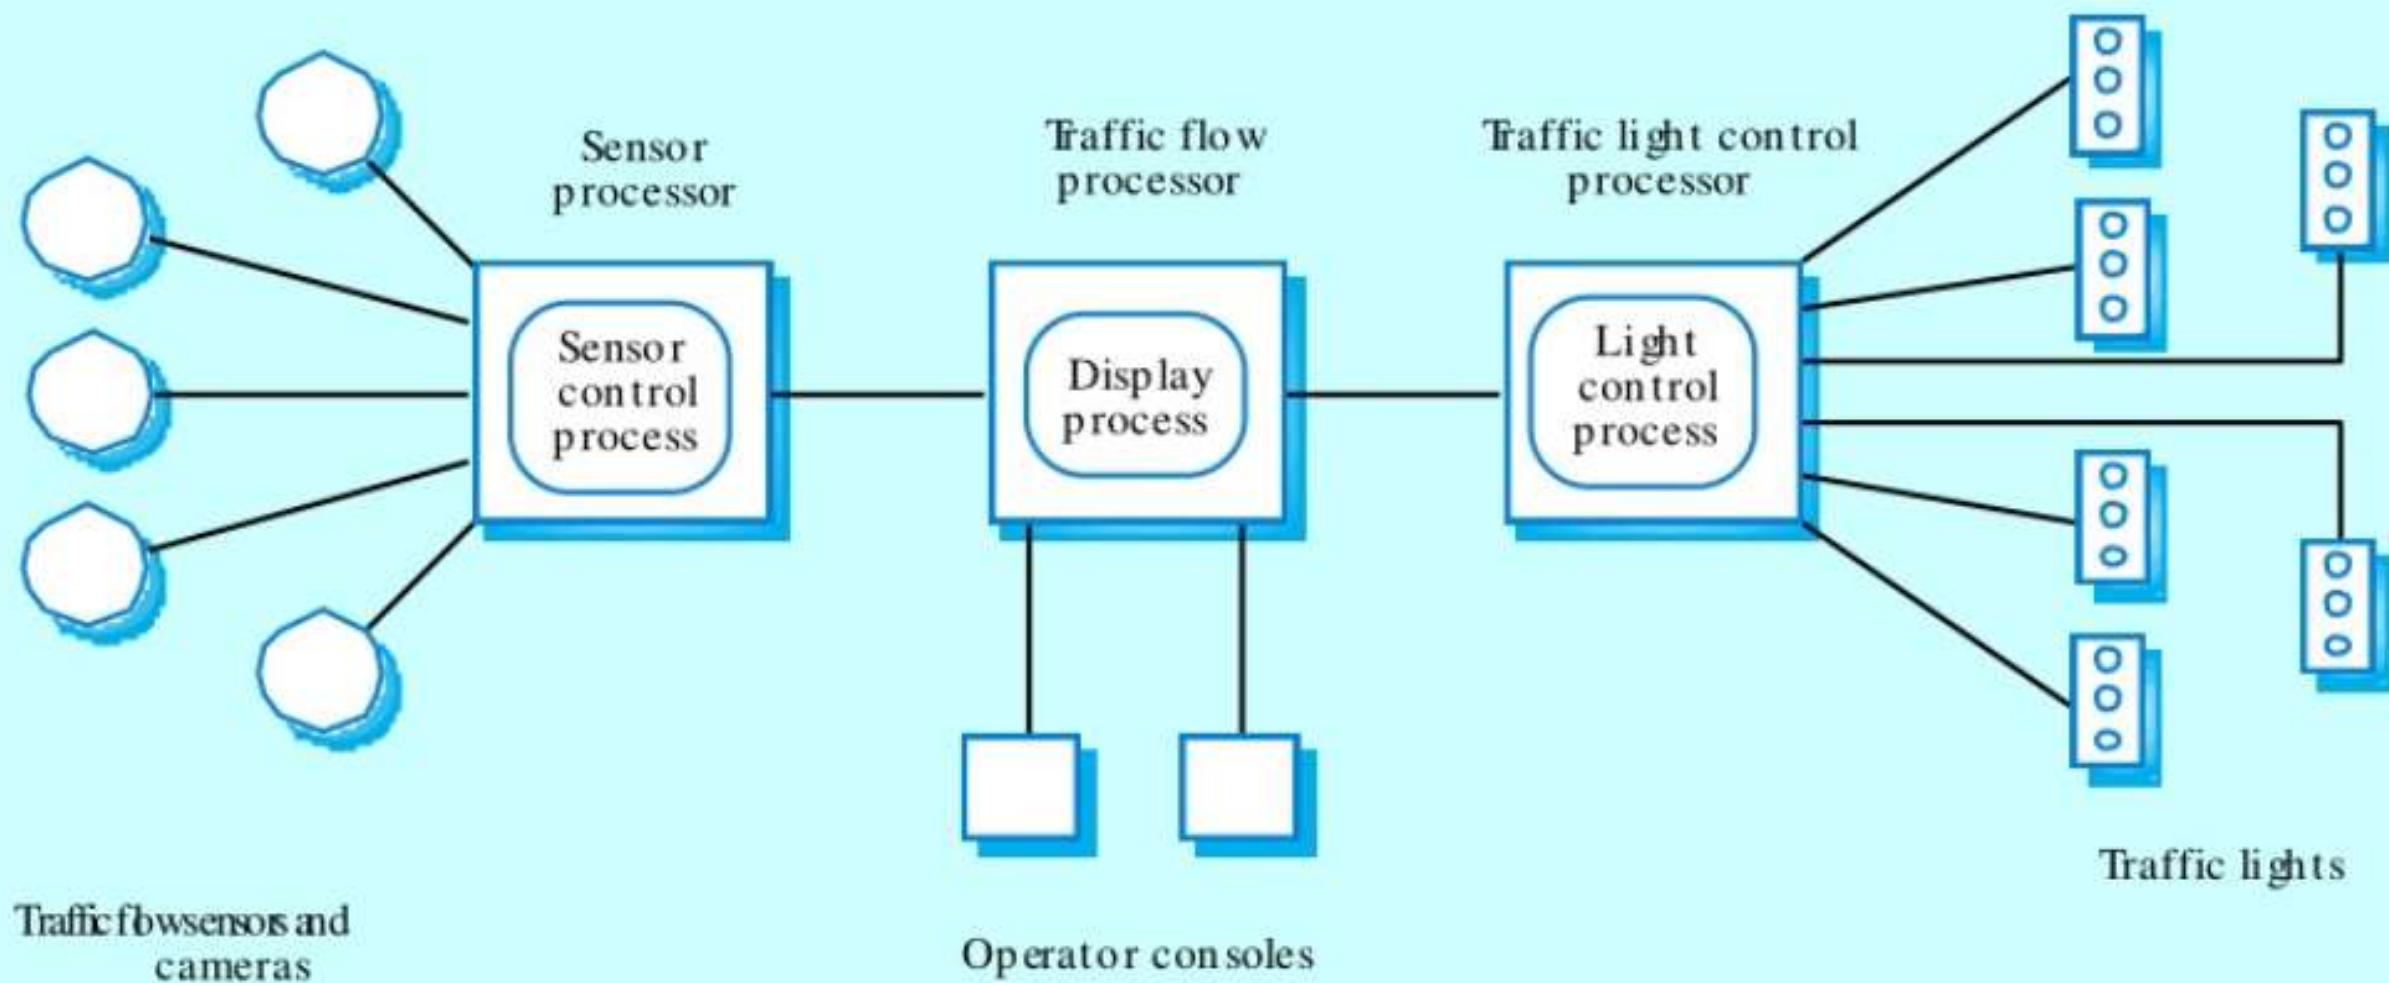 Sensor
processor
Traffic flow
processor
Traffic light control
processor
Sensor
control
process
Display
process
Light
control
process
Traffic flow sensors and
cameras
Operator consoles
Traffic lights